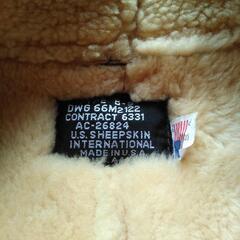 DWG 66M2122
CONTRACT 6331
AC-26824
U.S. SHEEPSKIN
INTERNATIONAL
MADE IN U.S.A.